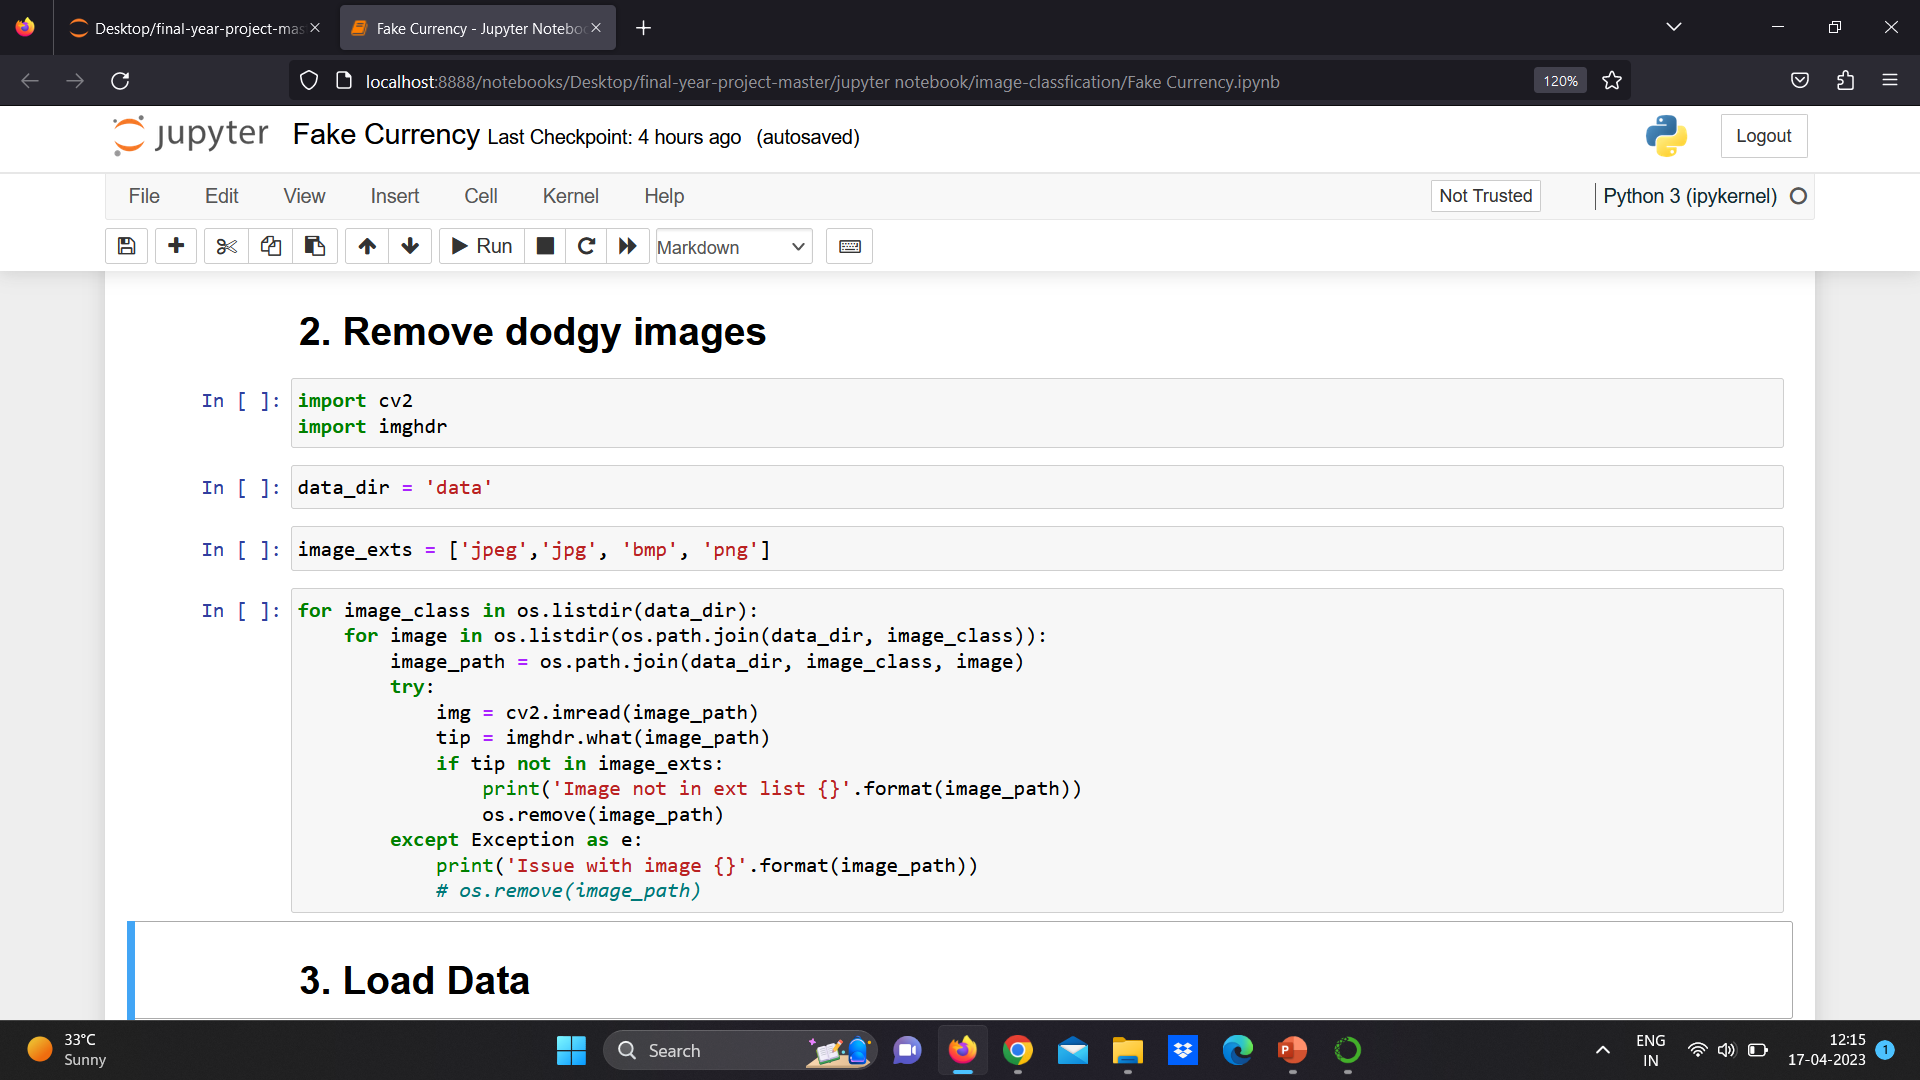 Desktop/final-year-project-mas
Fake Currency - Jupyter Notebo
localhost:8888/notebooks/Desktop/final-year-project-master/jupyter notebook/image-classfication/Fake Currency.ipynb
120%
jupyter Fake Currency Last Checkpoint: 4 hours ago (autosaved)
Logout
File Edit View Insert Cell Kernel Help
Not Trusted
Python 3 (ipykernel)
Run
Markdown
2. Remove dodgy images
In [ ]: import cv2
import imghdr
In [ ]: data_dir = 'data'
In [ ]: image_exts = ['jpeg','jpg', 'bmp', 'png']
In [ ]: for image_class in os.listdir(data_dir):
    for image in os.listdir(os.path.join(data_dir, image_class)):
        image_path = os.path.join(data_dir, image_class, image)
        try:
            img = cv2.imread(image_path)
            tip = imghdr.what(image_path)
            if tip not in image_exts:
                print('Image not in ext list {}'.format(image_path))
                os.remove(image_path)
        except Exception as e:
            print('Issue with image {}'.format(image_path))
            # os.remove(image_path)
3. Load Data
33°C
Sunny
Search
P
ENG
IN
12:15
17-04-2023
1